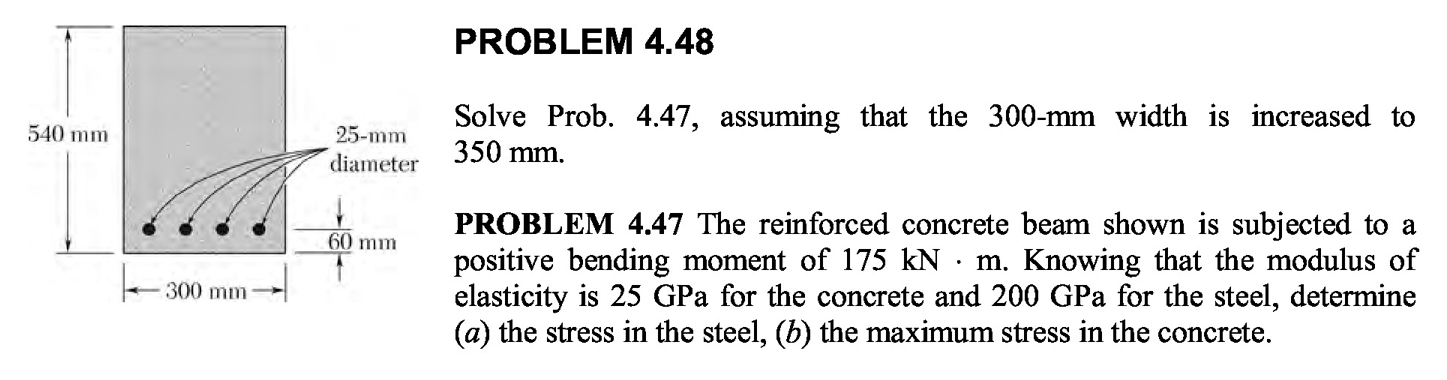 PROBLEM 4.48
Solve Prob. 4.47, assuming that the 300-mm width is increased to
350 mm.
PROBLEM 4.47 The reinforced concrete beam shown is subjected to a
positive bending moment of 175 kN · m. Knowing that the modulus of
elasticity is 25 GPa for the concrete and 200 GPa for the steel, determine
(a) the stress in the steel, (b) the maximum stress in the concrete.
540 mm
25-mm
diameter
60 mm
300 mm